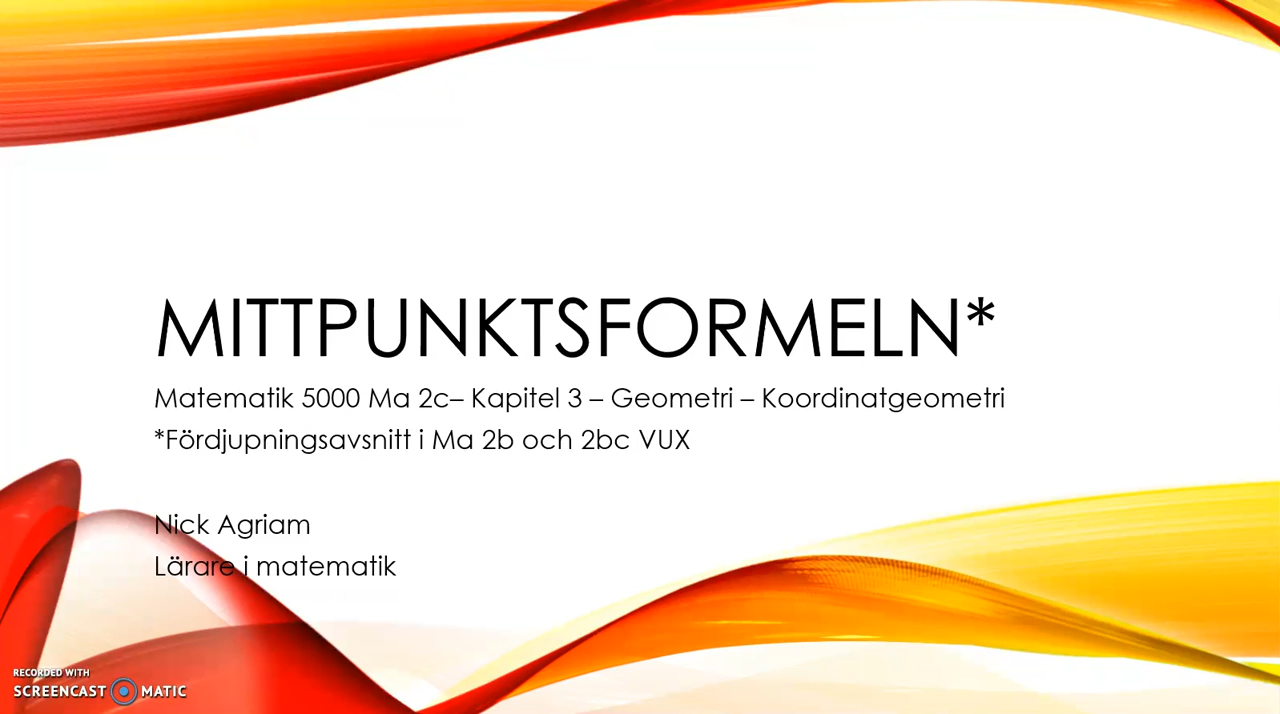 MITTPUNKTSFORMELN*
Matematik 5000 Ma 2c– Kapitel 3 – Geometri – Koordinatgeometri
*Fördjupningsavsnitt i Ma 2b och 2bc VUX
Nick Agriam
Lärare i matematik
RECORDED WITH
SCREENCAST MATIC